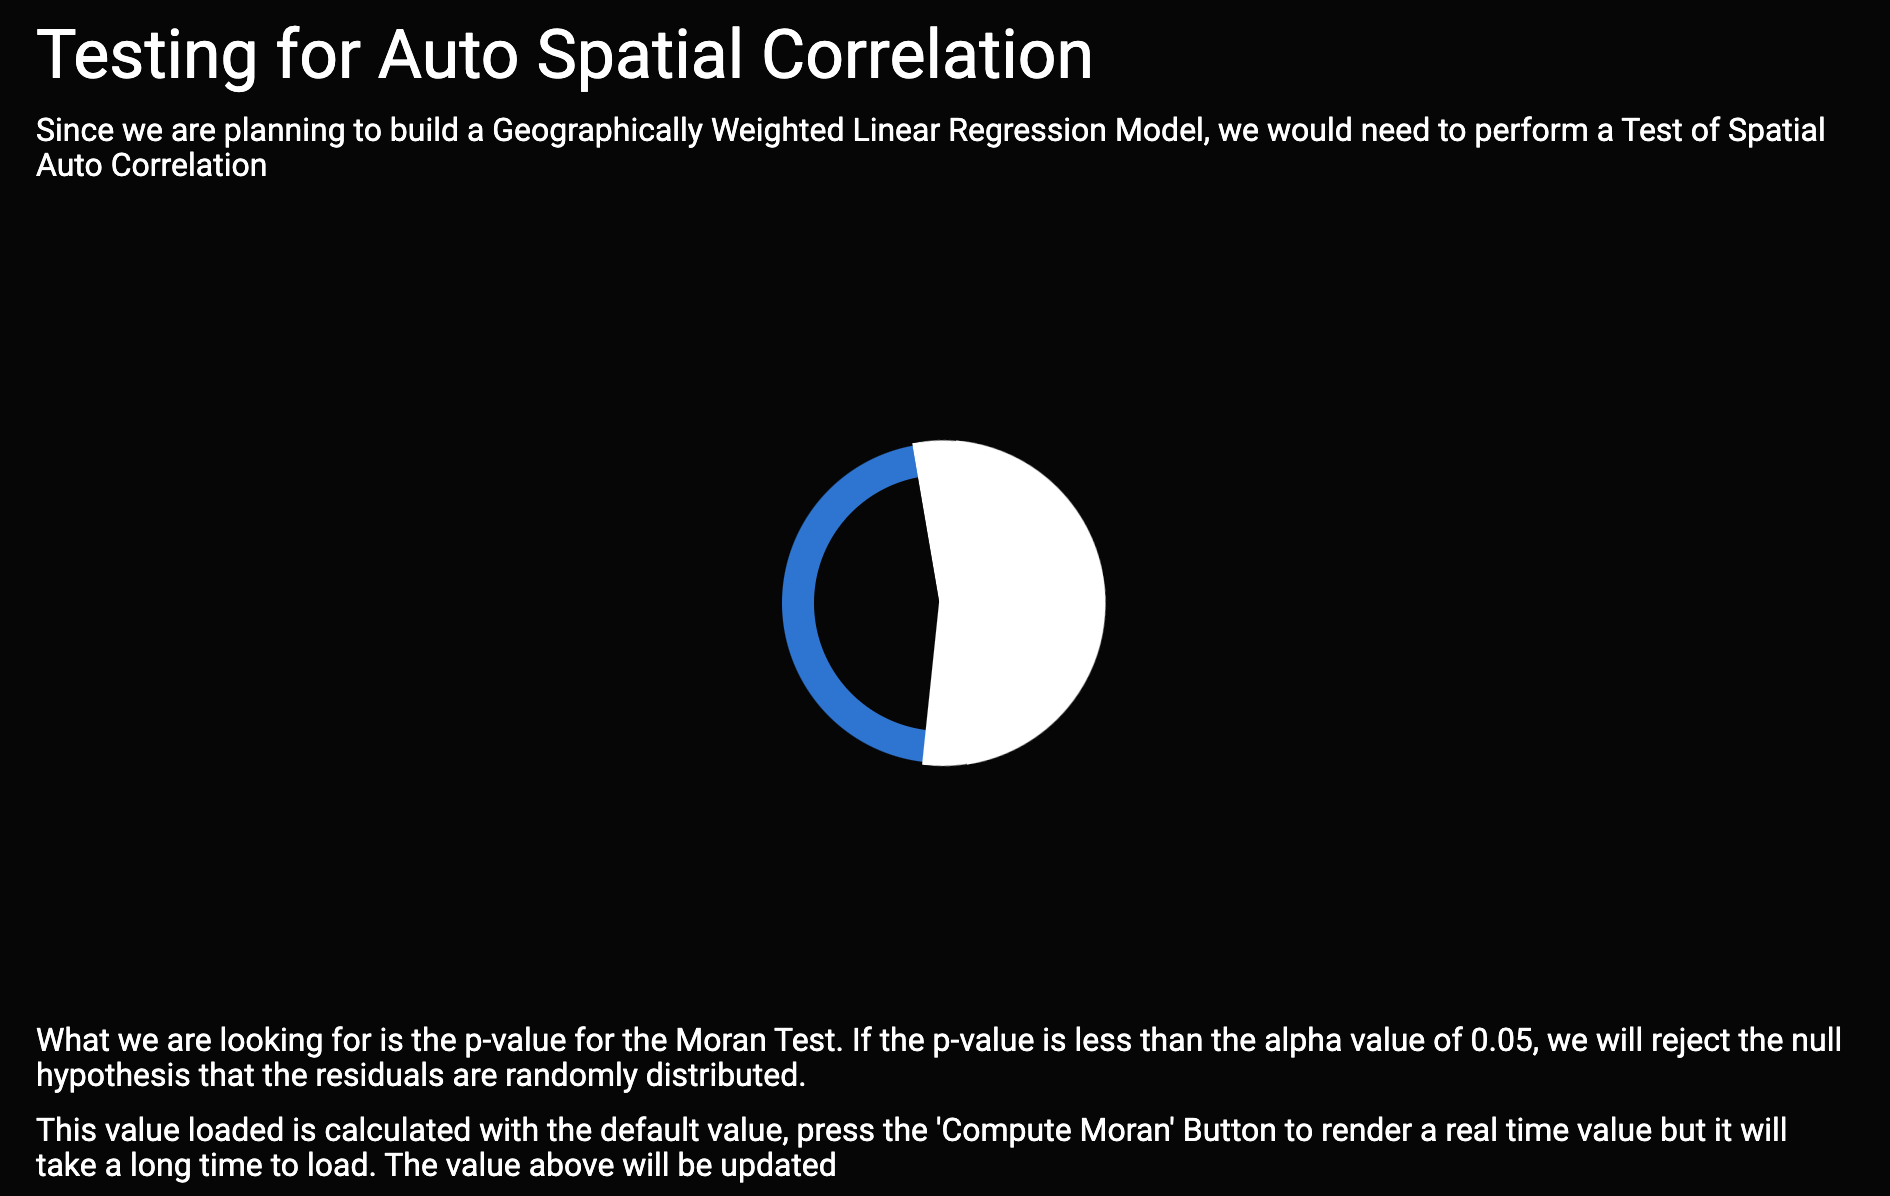 Testing for Auto Spatial Correlation
Since we are planning to build a Geographically Weighted Linear Regression Model, we would need to perform a Test of Spatial
Auto Correlation
What we are looking for is the p-value for the Moran Test. If the p-value is less than the alpha value of 0.05, we will reject the null
hypothesis that the residuals are randomly distributed.
This value loaded is calculated with the default value, press the 'Compute Moran' Button to render a real time value but it will
take a long time to load. The value above will be updated